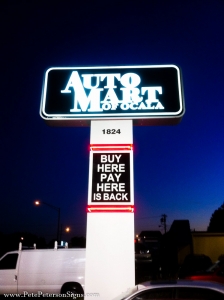 AUTO
MART
OF OCALA
1824
BUY
HERE
PAY
HERE
IS BACK
www.PetePetersonSigns.com